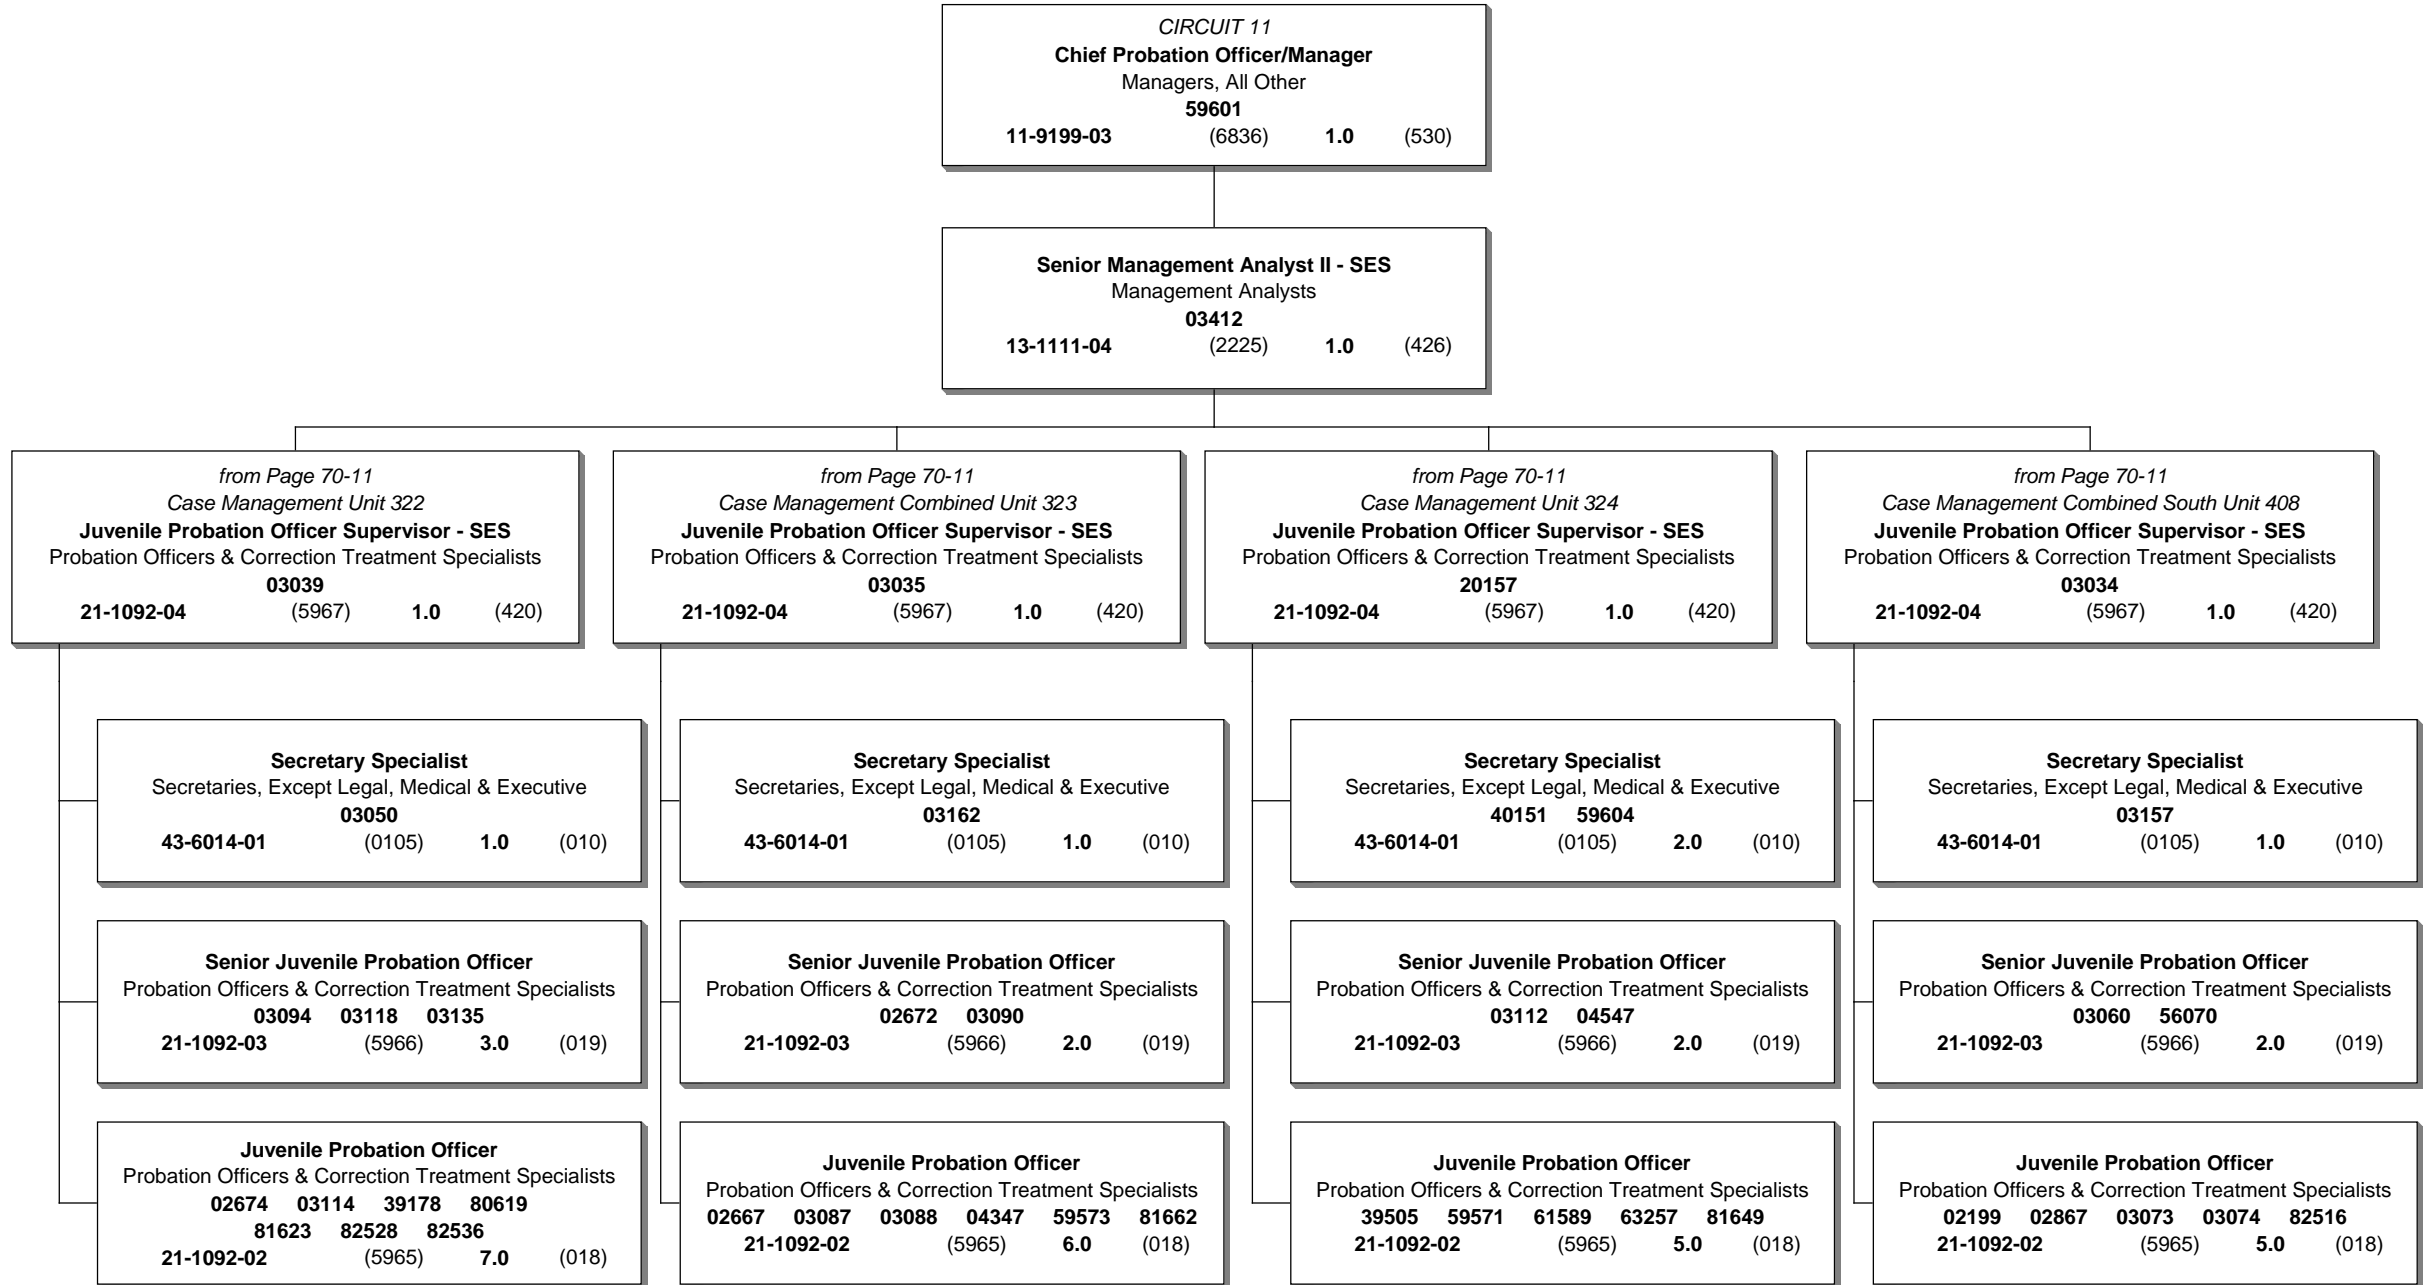 CIRCUIT 11
Chief Probation Officer/Manager
Managers, All Other
59601
11-9199-03 (6836) 1.0 (530)
Senior Management Analyst II - SES
Management Analysts
03412
13-1111-04 (2225) 1.0 (426)
from Page 70-11
Case Management Unit 322
Juvenile Probation Officer Supervisor - SES
Probation Officers & Correction Treatment Specialists
03039
21-1092-04 (5967) 1.0 (420)
Secretary Specialist
Secretaries, Except Legal, Medical & Executive
03050
43-6014-01 (0105) 1.0 (010)
Senior Juvenile Probation Officer
Probation Officers & Correction Treatment Specialists
03094 03118 03135
21-1092-03 (5966) 3.0 (019)
Juvenile Probation Officer
Probation Officers & Correction Treatment Specialists
02674 03114 39178 80619
81623 82528 82536
21-1092-02 (5965) 7.0 (018)
from Page 70-11
Case Management Combined Unit 323
Juvenile Probation Officer Supervisor - SES
Probation Officers & Correction Treatment Specialists
03035
21-1092-04 (5967) 1.0 (420)
Secretary Specialist
Secretaries, Except Legal, Medical & Executive
03162
43-6014-01 (0105) 1.0 (010)
Senior Juvenile Probation Officer
Probation Officers & Correction Treatment Specialists
02672 03090
21-1092-03 (5966) 2.0 (019)
Juvenile Probation Officer
Probation Officers & Correction Treatment Specialists
02667 03087 03088 04347 59573 81662
21-1092-02 (5965) 6.0 (018)
from Page 70-11
Case Management Unit 324
Juvenile Probation Officer Supervisor - SES
Probation Officers & Correction Treatment Specialists
20157
21-1092-04 (5967) 1.0 (420)
Secretary Specialist
Secretaries, Except Legal, Medical & Executive
40151 59604
43-6014-01 (0105) 2.0 (010)
Senior Juvenile Probation Officer
Probation Officers & Correction Treatment Specialists
03112 04547
21-1092-03 (5966) 2.0 (019)
Juvenile Probation Officer
Probation Officers & Correction Treatment Specialists
39505 59571 61589 63257 81649
21-1092-02 (5965) 5.0 (018)
from Page 70-11
Case Management Combined South Unit 408
Juvenile Probation Officer Supervisor - SES
Probation Officers & Correction Treatment Specialists
03034
21-1092-04 (5967) 1.0 (420)
Secretary Specialist
Secretaries, Except Legal, Medical & Executive
03157
43-6014-01 (0105) 1.0 (010)
Senior Juvenile Probation Officer
Probation Officers & Correction Treatment Specialists
03060 56070
21-1092-03 (5966) 2.0 (019)
Juvenile Probation Officer
Probation Officers & Correction Treatment Specialists
02199 02867 03073 03074 82516
21-1092-02 (5965) 5.0 (018)